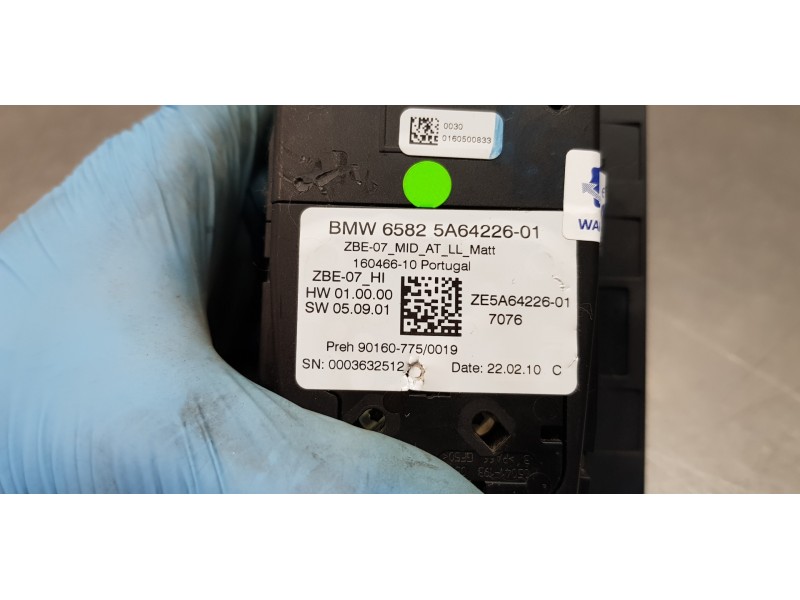 0030
0160500833
BMW 6582 5A64226-01
ZBE-07_MID_AT_LL_Matt
160466-10 Portugal
ZBE-07_HI
HW 01.00.00
SW 05.09.01
ZE5A64226-01
7076
Preh 90160-775/0019
SN: 0003632512
Date: 22.02.10 C